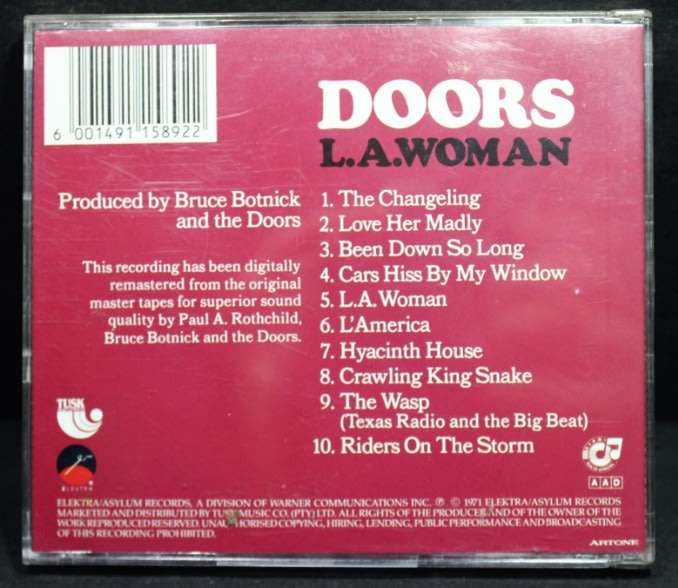 6 001491 158922
DOORS
L.A.WOMAN
Produced by Bruce Botnick
and the Doors
This recording has been digitally
remastered from the original
master tapes for superior sound
quality by Paul A. Rothchild,
Bruce Botnick and the Doors.
1. The Changeling
2. Love Her Madly
3. Been Down So Long
4. Cars Hiss By My Window
5. L.A.Woman
6. L'America
7. Hyacinth House
8. Crawling King Snake
9. The Wasp
(Texas Radio and the Big Beat)
10. Riders On The Storm
TUSK
ELEKTRA
AAD
ELEKTRA/ASYLUM RECORDS, A DIVISION OF WARNER COMMUNICATIONS INC. ℗ © 1971 ELEKTRA/ASYLUM RECORDS
MARKETED AND DISTRIBUTED BY TUSK MUSIC CO. (PTY) LTD. ALL RIGHTS OF THE PRODUCER AND OF THE OWNER OF THE
WORK REPRODUCED RESERVED. UNAUTHORISED COPYING, HIRING, LENDING, PUBLIC PERFORMANCE AND BROADCASTING
OF THIS RECORDING PROHIBITED.
ARTONE